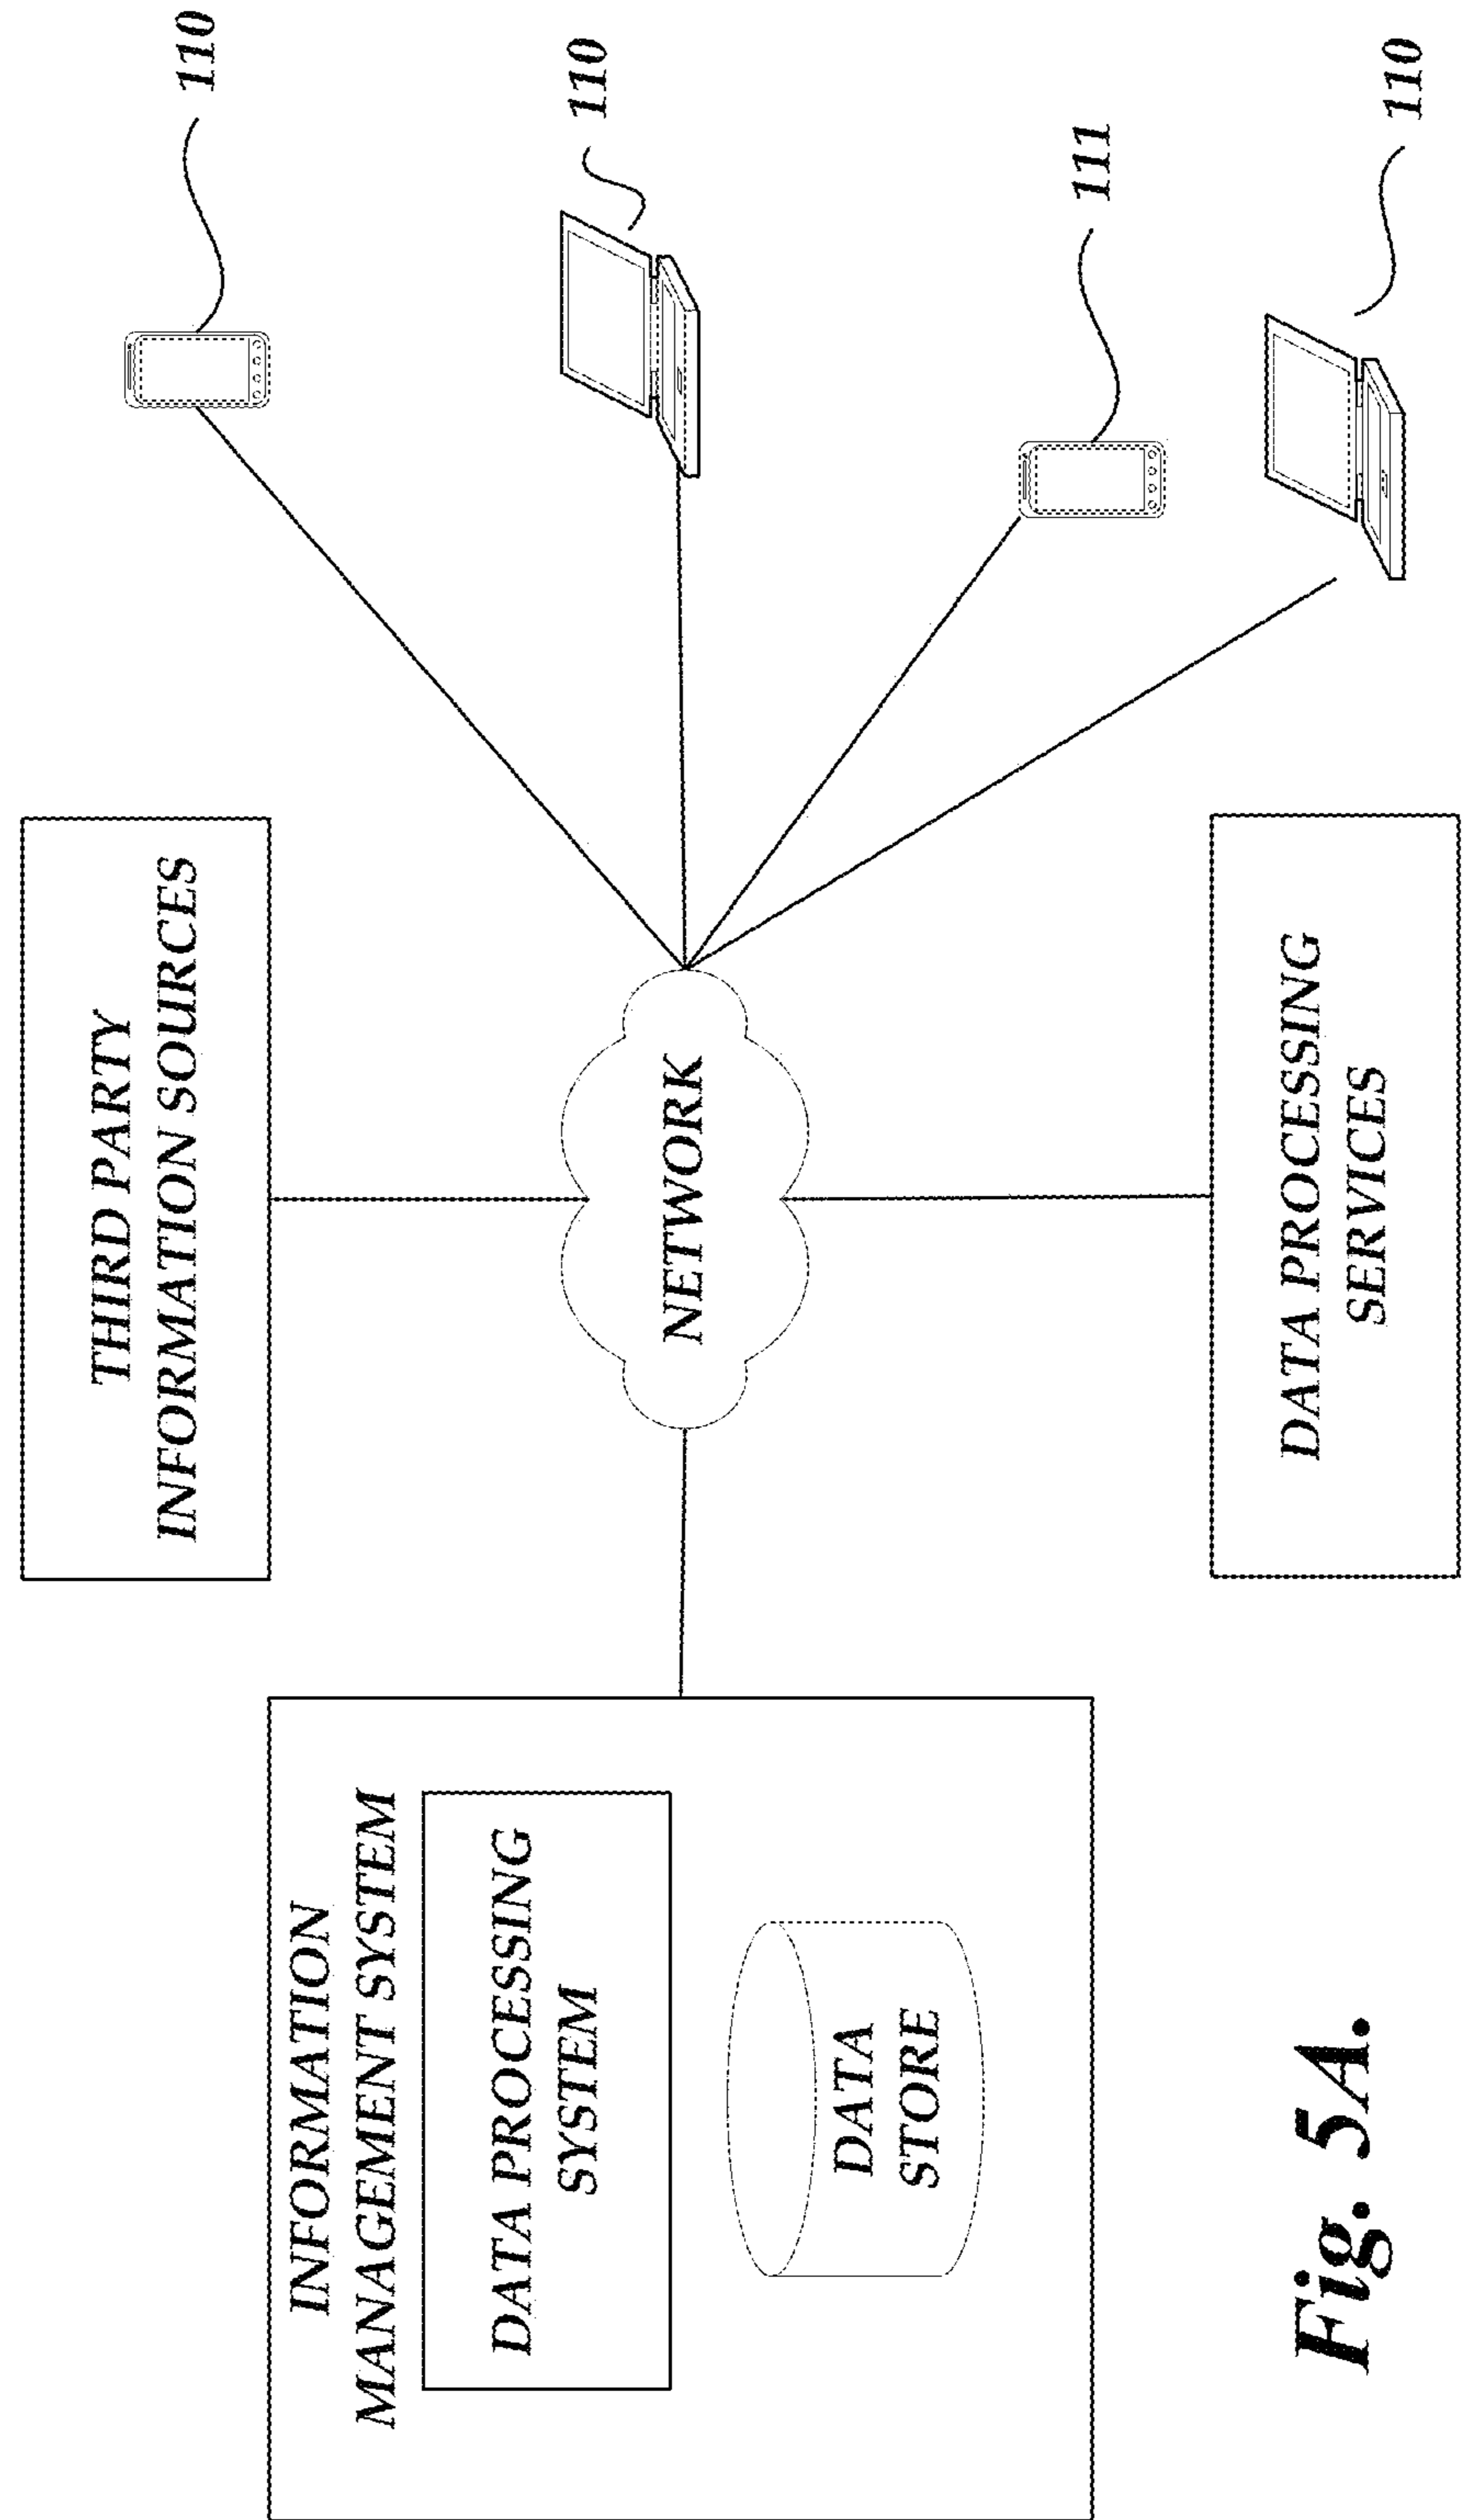 INFORMATION
MANAGEMENT SYSTEM
DATA PROCESSING
SYSTEM
DATA
STORE
THIRD PARTY
INFORMATION SOURCES
NETWORK
DATA PROCESSING
SERVICES
110
110
111
110
Fig. 5A.